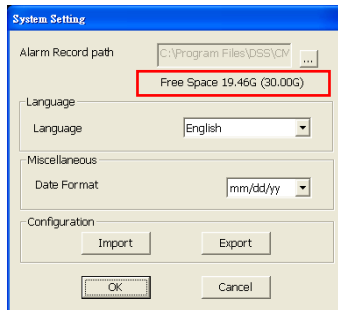 System Setting
Alarm Record path C:\Program Files\DSS\CM ...
Free Space 19.46G (30.00G)
Language
Language English
Miscellaneous
Date Format mm/dd/yy
Configuration
Import Export
OK Cancel